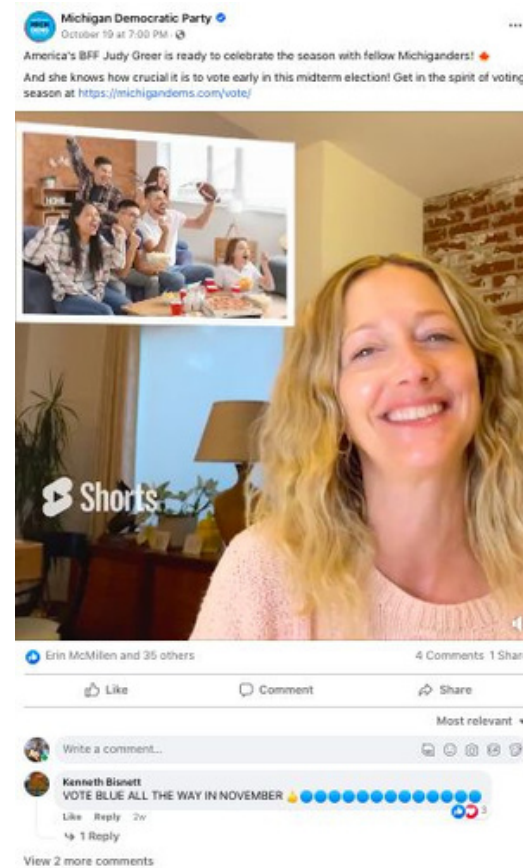 Michigan Democratic Party
October 19 at 7:00 PM ·
America's BFF Judy Greer is ready to celebrate the season with fellow Michiganders! 🍁
And she knows how crucial it is to vote early in this midterm election! Get in the spirit of voting
season at https://michigandems.com/vote/
HOME
Shorts
Erin McMillen and 35 others
4 Comments 1 Shar
Like Comment Share
Most relevant
Write a comment...
Kenneth Bisnett
VOTE BLUE ALL THE WAY IN NOVEMBER 👍🔵🔵🔵🔵🔵🔵🔵🔵🔵🔵🔵🔵🔵🔵
3
Like Reply 2w
1 Reply
View 2 more comments